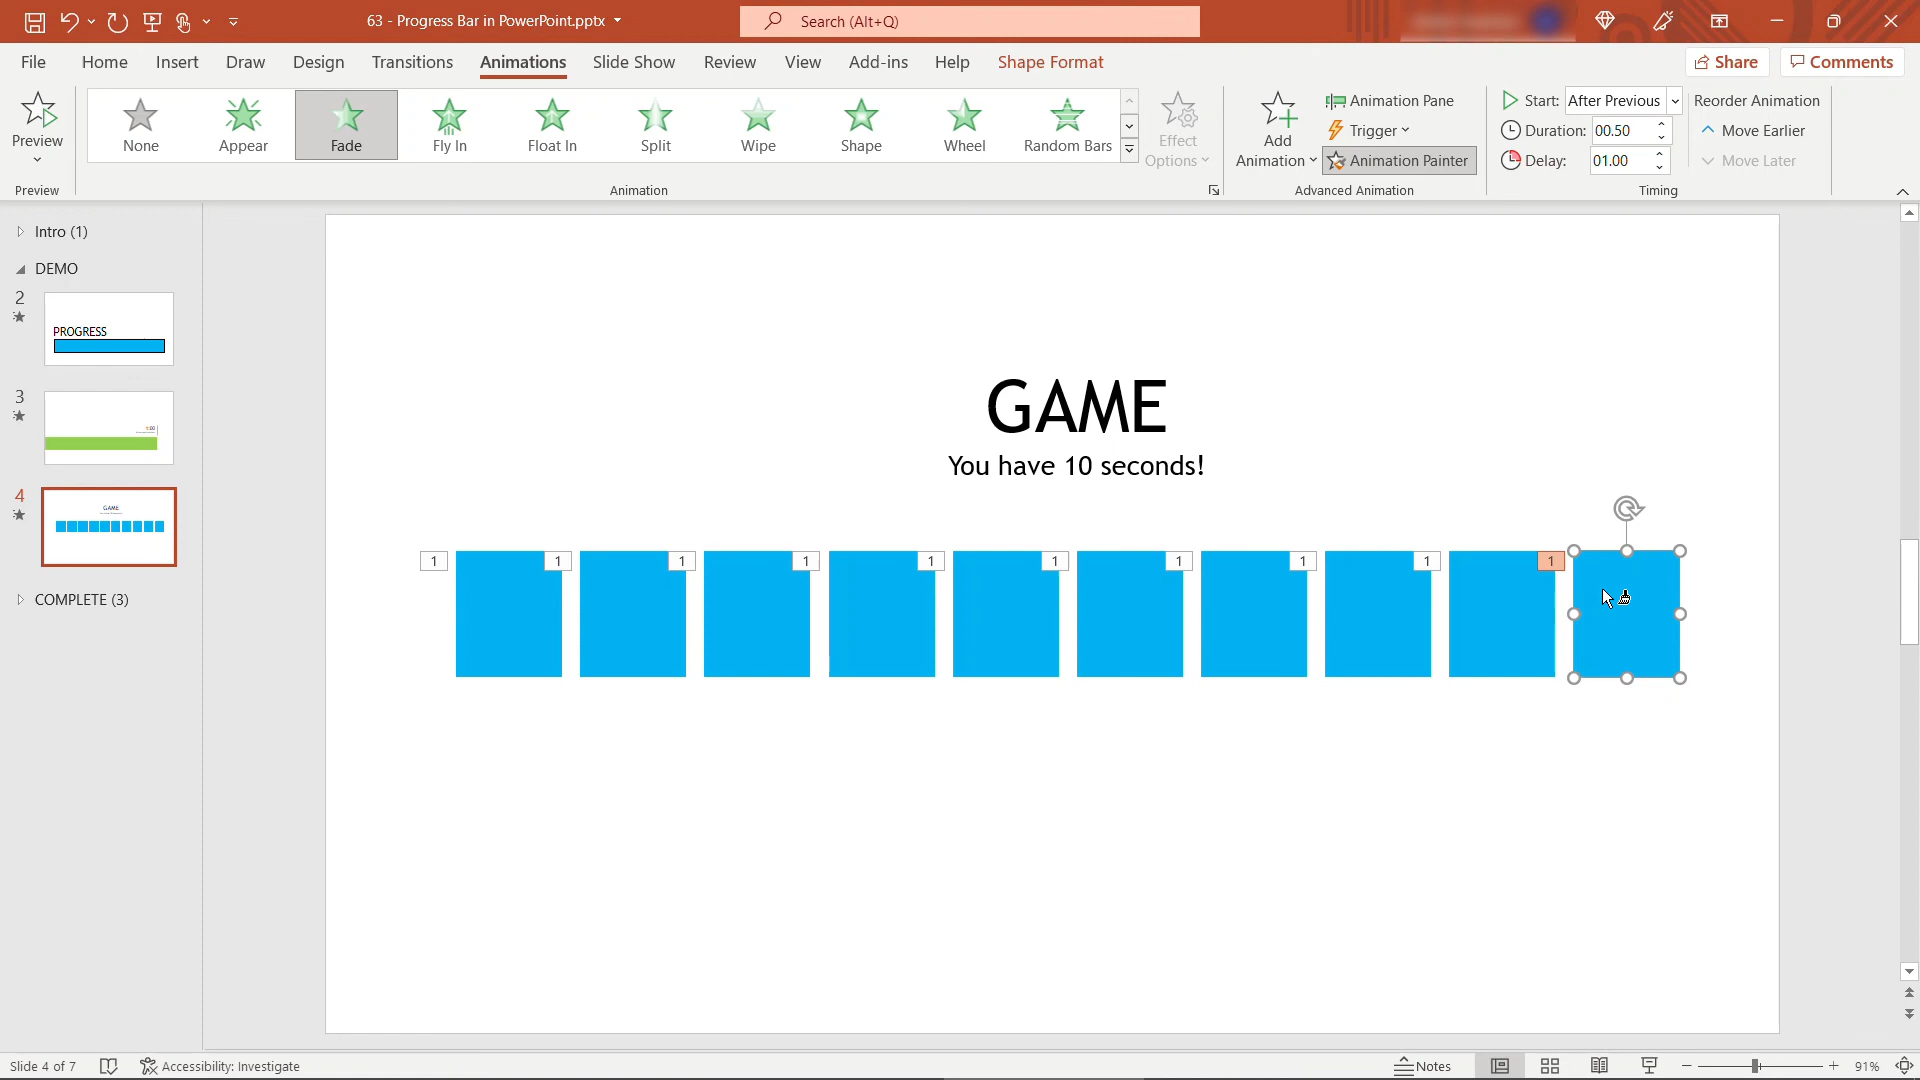 63 - Progress Bar in PowerPoint.pptx
Search (Alt+Q)
File Home Insert Draw Design Transitions Animations Slide Show Review View Add-ins Help Shape Format Share Comments
Preview
None Appear Fade Fly In Float In Split Wipe Shape Wheel Random Bars
Effect Options
Add Animation
Animation Pane
Trigger
Animation Painter
Start: After Previous
Duration: 00.50
Delay: 01.00
Reorder Animation
Move Earlier
Move Later
Preview Animation Advanced Animation Timing
Intro (1)
DEMO
2
PROGRESS
3
4
GAME
COMPLETE (3)
GAME
You have 10 seconds!
1 1 1 1 1 1 1 1 1 1
Slide 4 of 7 Accessibility: Investigate Notes 91%